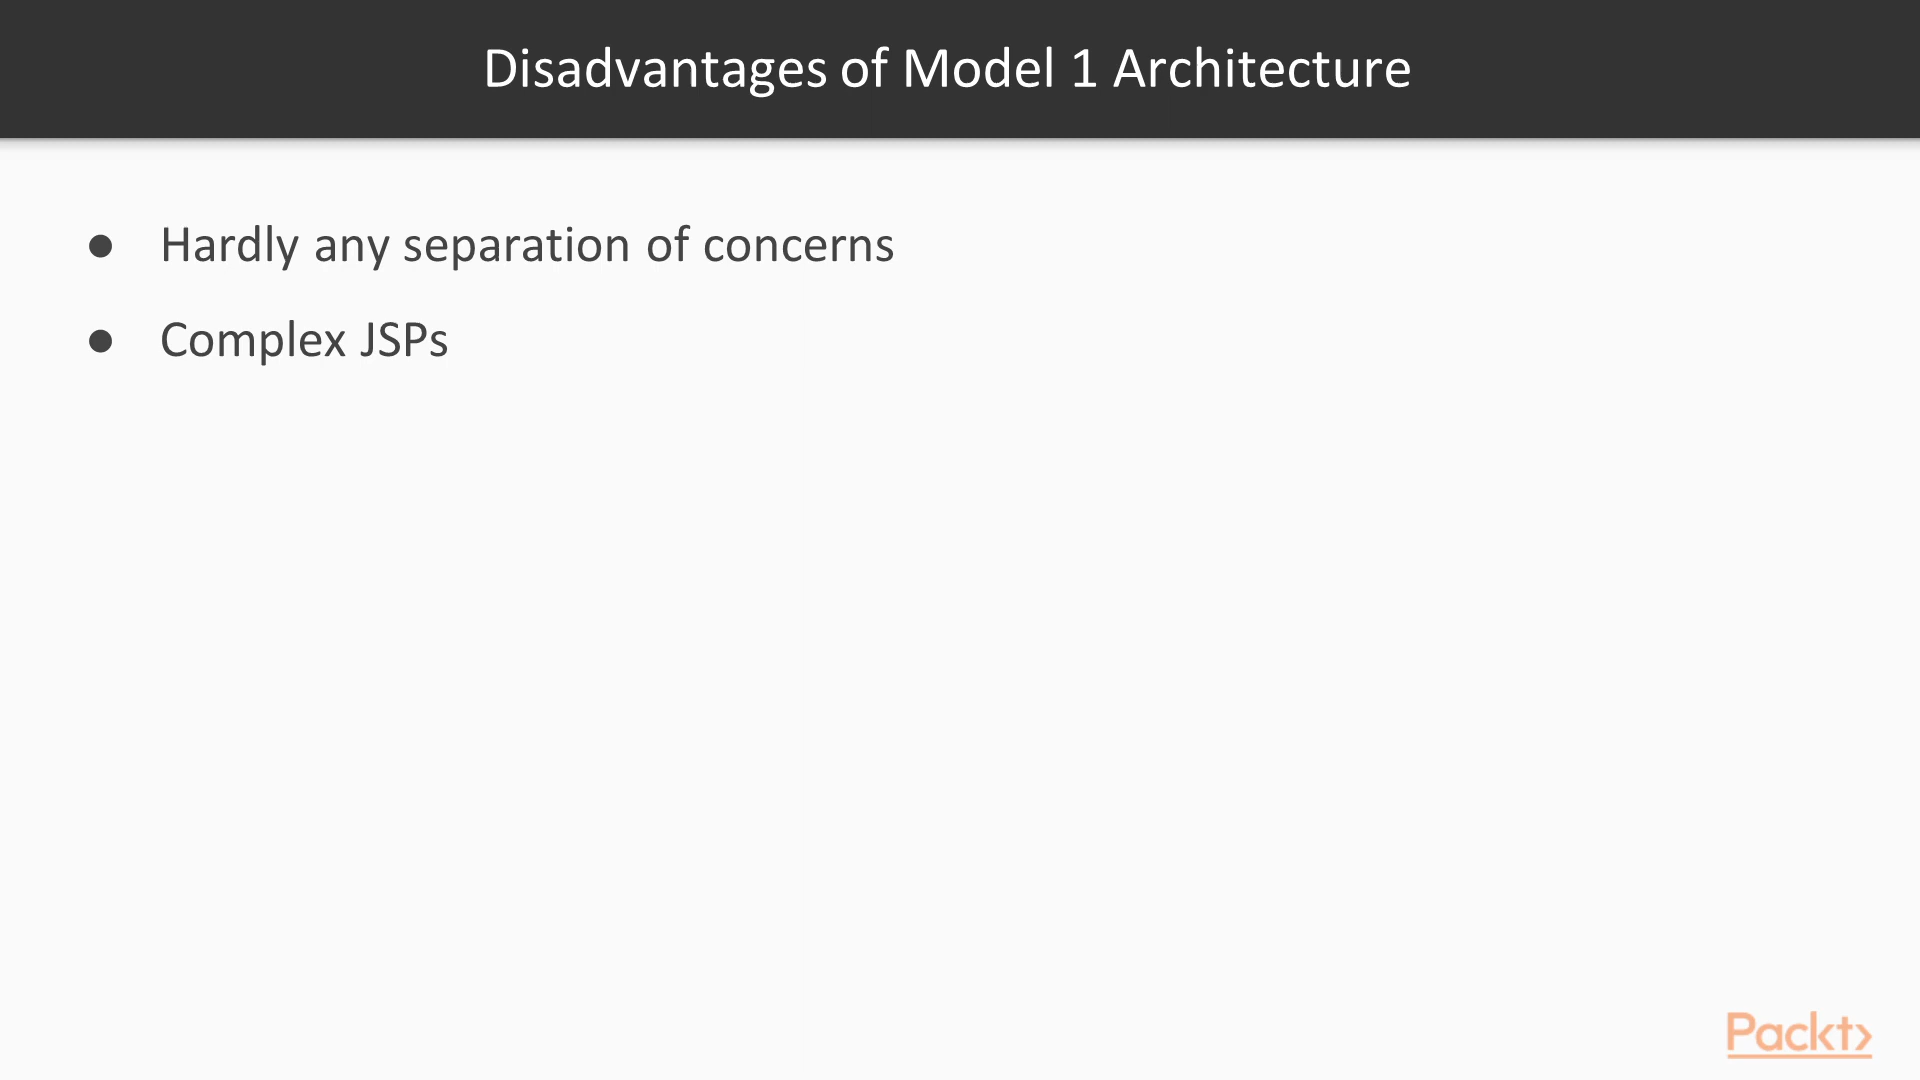 Disadvantages of Model 1 Architecture
● Hardly any separation of concerns
● Complex JSPs
Packt>